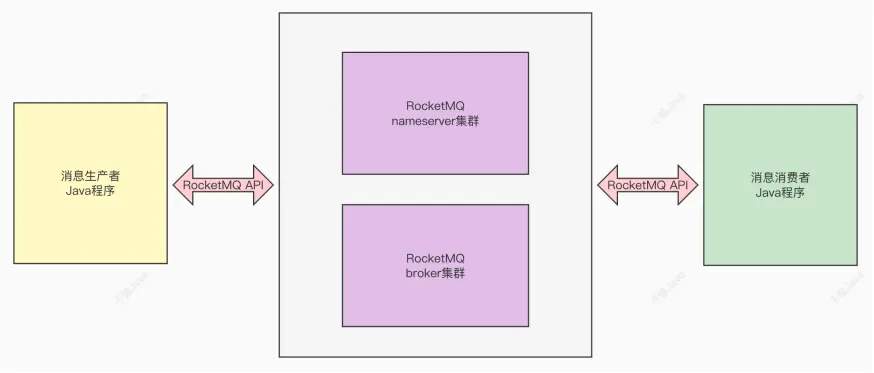 RocketMQ
nameserver集群
消息生产者
Java程序
RocketMQ API
RocketMQ API
消息消费者
Java程序
RocketMQ
broker集群